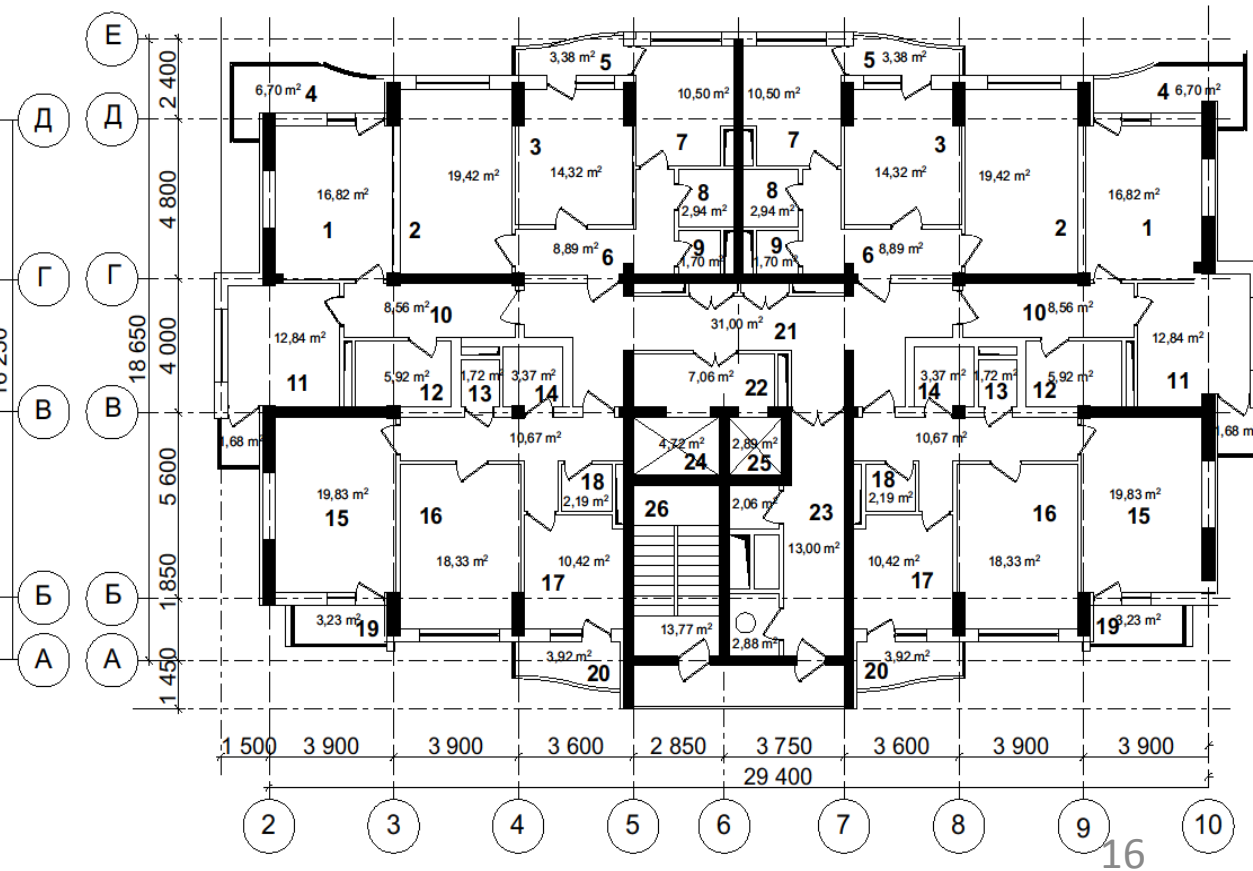 Е
2 400
3,38 m² 5
5 3,38 m²
6,70 m² 4
4 6,70 m²
10,50 m² 10,50 m²
Д Д
3 7 7 3
14,32 m² 14,32 m²
19,42 m² 19,42 m²
16,82 m² 16,82 m²
4 800
8 8
2,94 m² 2,94 m²
1 2 2 1
8,89 m² 6 9 9 6 8,89 m²
1,70 m² 1,70 m²
Г Г
8,56 m² 10 10 8,56 m²
31,00 m² 21
12,84 m² 12,84 m²
18 650
4 000
5,92 m² 1,72 m² 3,37 m² 7,06 m² 3,37 m² 1,72 m² 5,92 m²
11 12 13 14 22 14 13 12 11
В В
1,68 m² 10,67 m² 4,72 m² 2,89 m² 10,67 m² 1,68 m
24 25
5 600
19,83 m² 18 18 19,83 m²
2,19 m² 2,06 m² 2,19 m²
15 16 26 23 16 15
13,00 m²
18,33 m² 10,42 m² 10,42 m² 18,33 m²
17 17
Б Б
1 850
3,23 m² 19 13,77 m² 2,88 m² 19 3,23 m²
А А
3,92 m² 20 20 3,92 m²
1 450
1 500 3 900 3 900 3 600 2 850 3 750 3 600 3 900 3 900
29 400
2 3 4 5 6 7 8 9 10
16